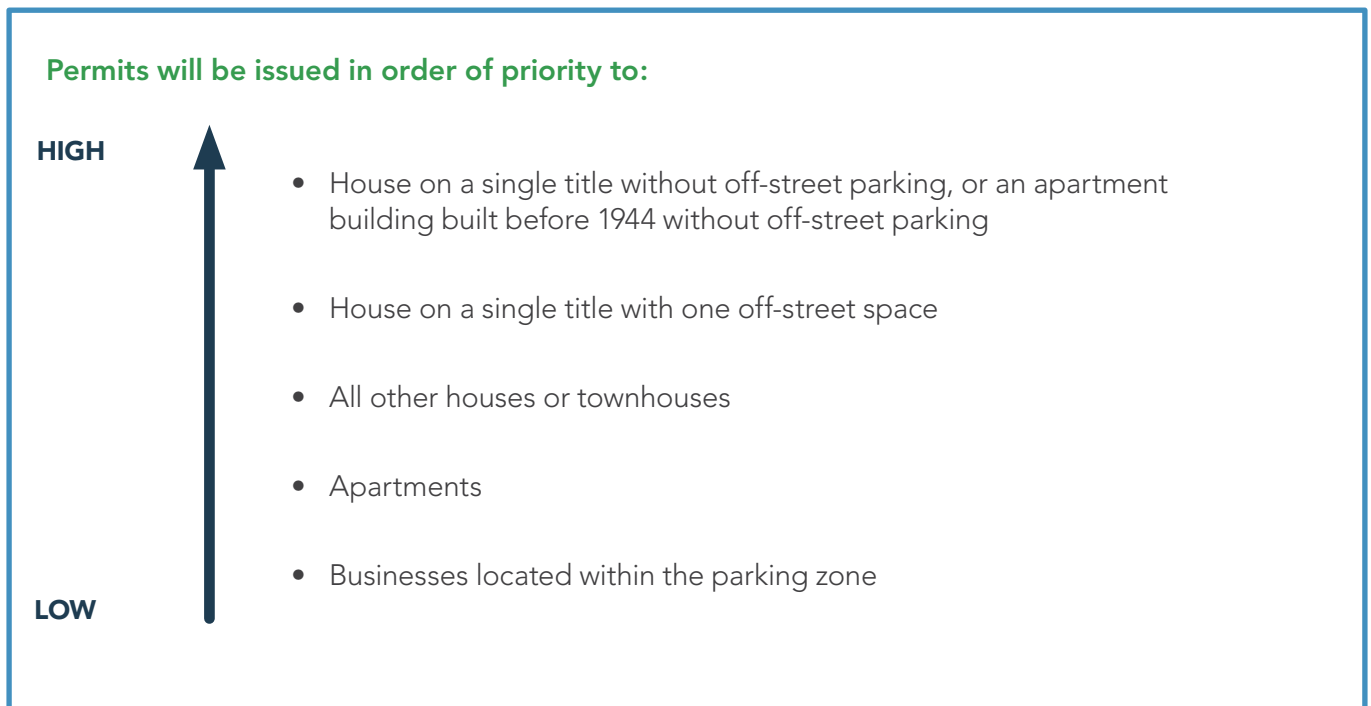 Permits will be issued in order of priority to:
HIGH
• House on a single title without off-street parking, or an apartment
building built before 1944 without off-street parking
• House on a single title with one off-street space
• All other houses or townhouses
• Apartments
• Businesses located within the parking zone
LOW